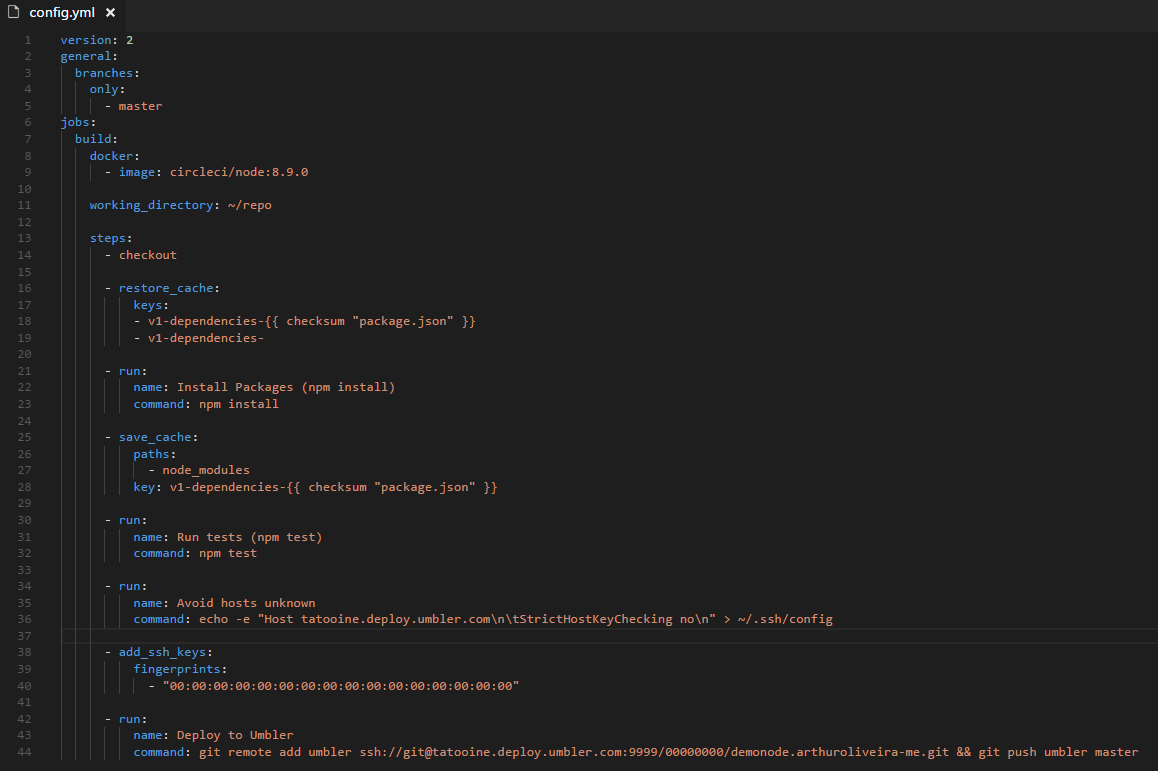 config.yml ×
1 version: 2
2 general:
3   branches:
4     only:
5       - master
6 jobs:
7   build:
8     docker:
9       - image: circleci/node:8.9.0
10
11     working_directory: ~/repo
12
13     steps:
14       - checkout
15
16       - restore_cache:
17           keys:
18           - v1-dependencies-{{ checksum "package.json" }}
19           - v1-dependencies-
20
21       - run:
22           name: Install Packages (npm install)
23           command: npm install
24
25       - save_cache:
26           paths:
27             - node_modules
28           key: v1-dependencies-{{ checksum "package.json" }}
29
30       - run:
31           name: Run tests (npm test)
32           command: npm test
33
34       - run:
35           name: Avoid hosts unknown
36           command: echo -e "Host tatooine.deploy.umbler.com\n\tStrictHostKeyChecking no\n" > ~/.ssh/config
37
38       - add_ssh_keys:
39           fingerprints:
40             - "00:00:00:00:00:00:00:00:00:00:00:00:00:00:00:00"
41
42       - run:
43           name: Deploy to Umbler
44           command: git remote add umbler ssh://git@tatooine.deploy.umbler.com:9999/00000000/demonode.arthuroliveira-me.git && git push umbler master